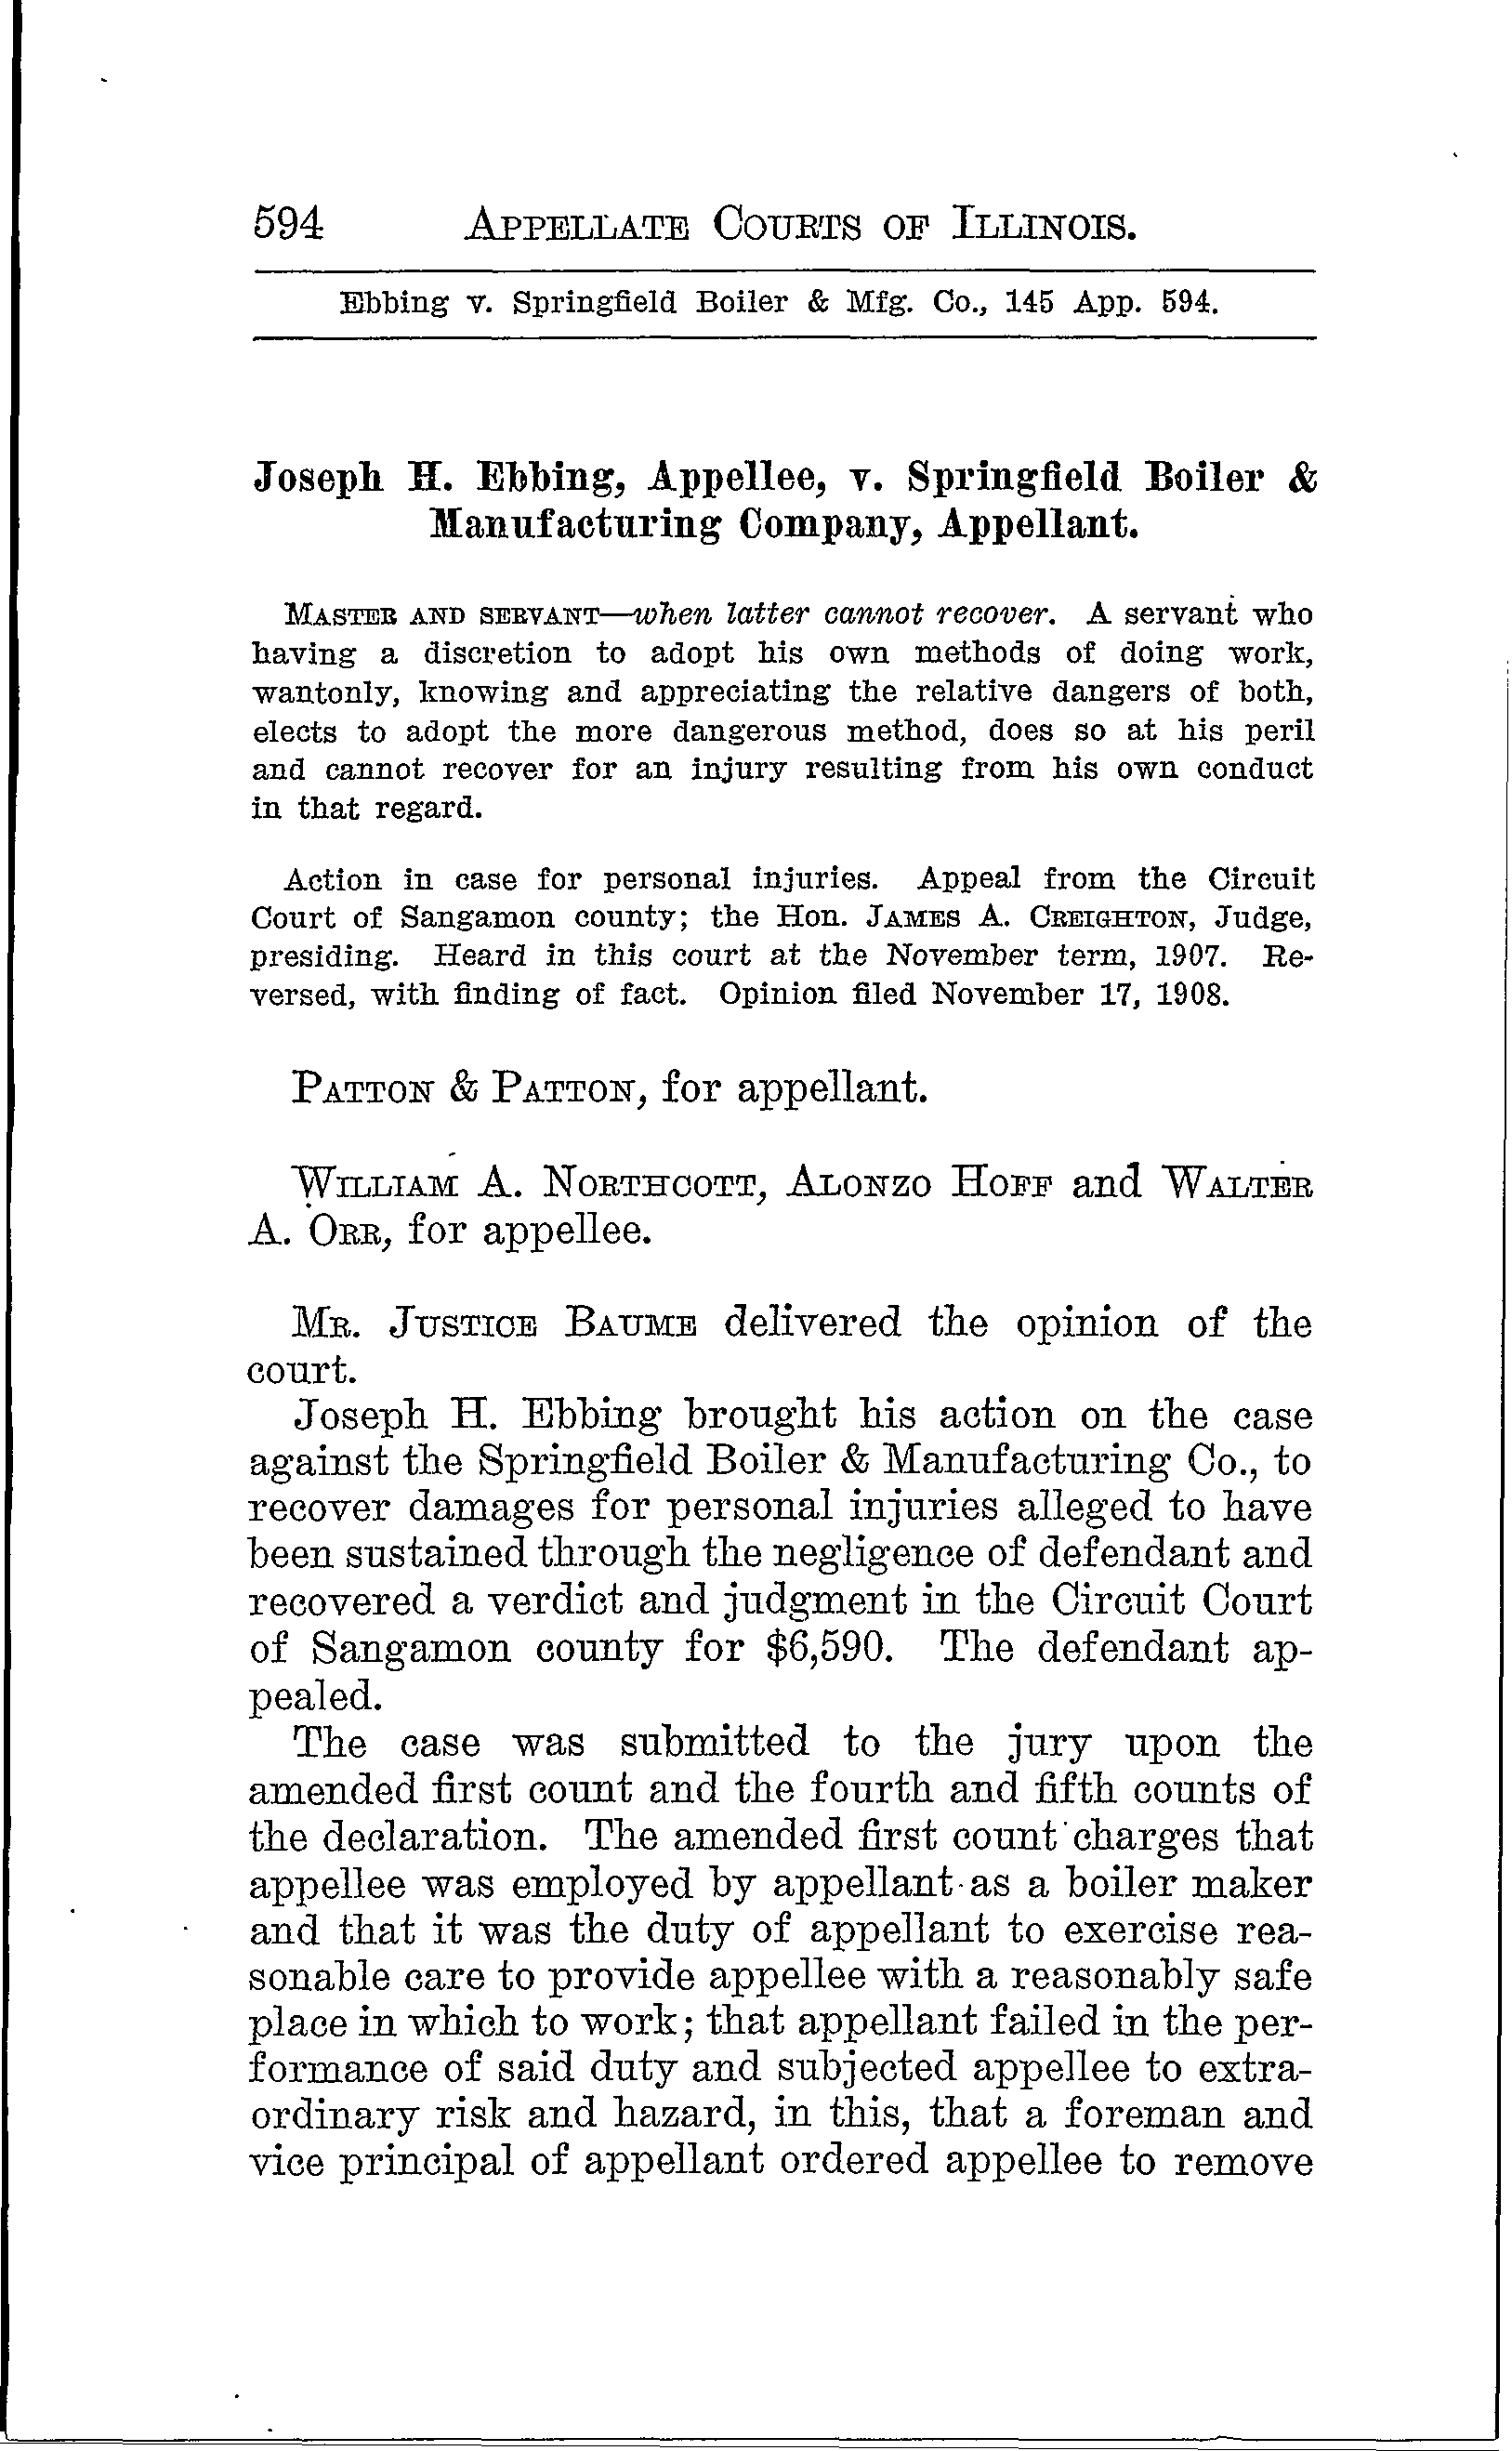 594 APPELLATE COURTS OF ILLINOIS.
Ebbing v. Springfield Boiler & Mfg. Co., 145 App. 594.
Joseph H. Ebbing, Appellee, v. Springfield Boiler &
Manufacturing Company, Appellant.
MASTER AND SERVANT—when latter cannot recover. A servant who
having a discretion to adopt his own methods of doing work,
wantonly, knowing and appreciating the relative dangers of both,
elects to adopt the more dangerous method, does so at his peril
and cannot recover for an injury resulting from his own conduct
in that regard.
Action in case for personal injuries. Appeal from the Circuit
Court of Sangamon county; the Hon. JAMES A. CREIGHTON, Judge,
presiding. Heard in this court at the November term, 1907. Re-
versed, with finding of fact. Opinion filed November 17, 1908.
PATTON & PATTON, for appellant.
WILLIAM A. NORTHCOTT, ALONZO HOFF and WALTER
A. ORR, for appellee.
MR. JUSTICE BAUME delivered the opinion of the
court.
Joseph H. Ebbing brought his action on the case
against the Springfield Boiler & Manufacturing Co., to
recover damages for personal injuries alleged to have
been sustained through the negligence of defendant and
recovered a verdict and judgment in the Circuit Court
of Sangamon county for $6,590. The defendant ap-
pealed.
The case was submitted to the jury upon the
amended first count and the fourth and fifth counts of
the declaration. The amended first count charges that
appellee was employed by appellant as a boiler maker
and that it was the duty of appellant to exercise rea-
sonable care to provide appellee with a reasonably safe
place in which to work; that appellant failed in the per-
formance of said duty and subjected appellee to extra-
ordinary risk and hazard, in this, that a foreman and
vice principal of appellant ordered appellee to remove